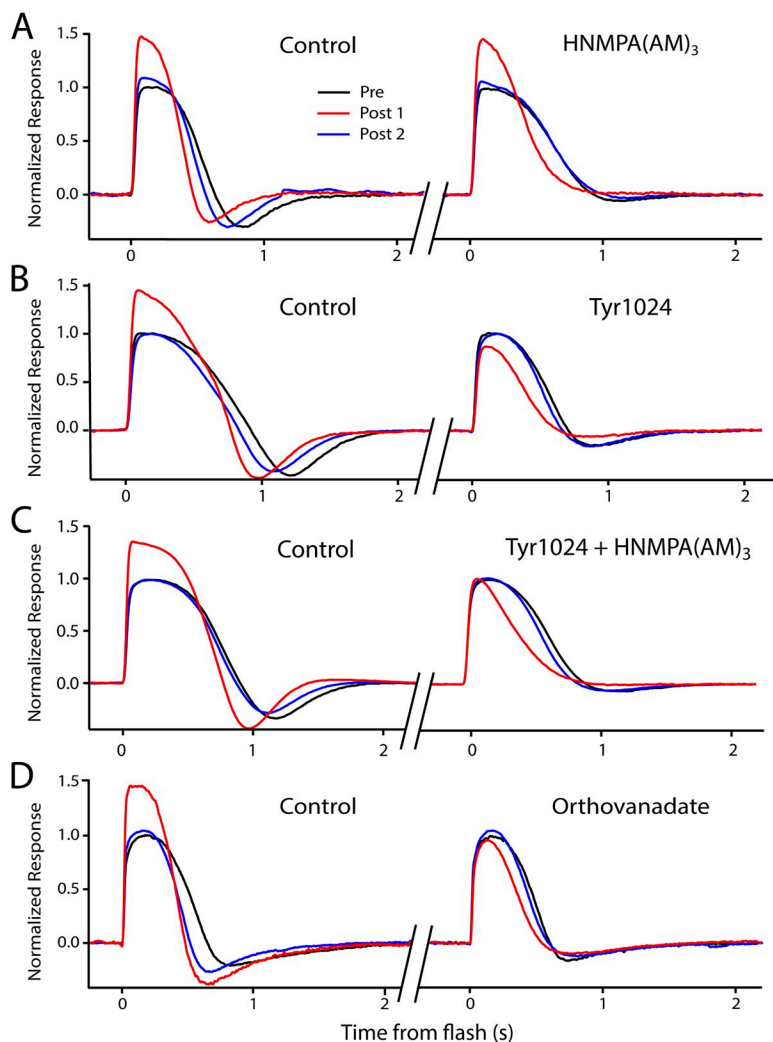 A
Control
HNMPA(AM)₃
Pre
Post 1
Post 2
Normalized Response
1.5
1.0
0.5
0.0
0
1
2
0
1
2
B
Control
Tyr1024
Normalized Response
1.5
1.0
0.5
0.0
0
1
2
0
1
2
C
Control
Tyr1024 + HNMPA(AM)₃
Normalized Response
1.5
1.0
0.5
0.0
0
1
2
0
1
2
D
Control
Orthovanadate
Normalized Response
1.5
1.0
0.5
0.0
0
1
2
0
1
2
Time from flash (s)